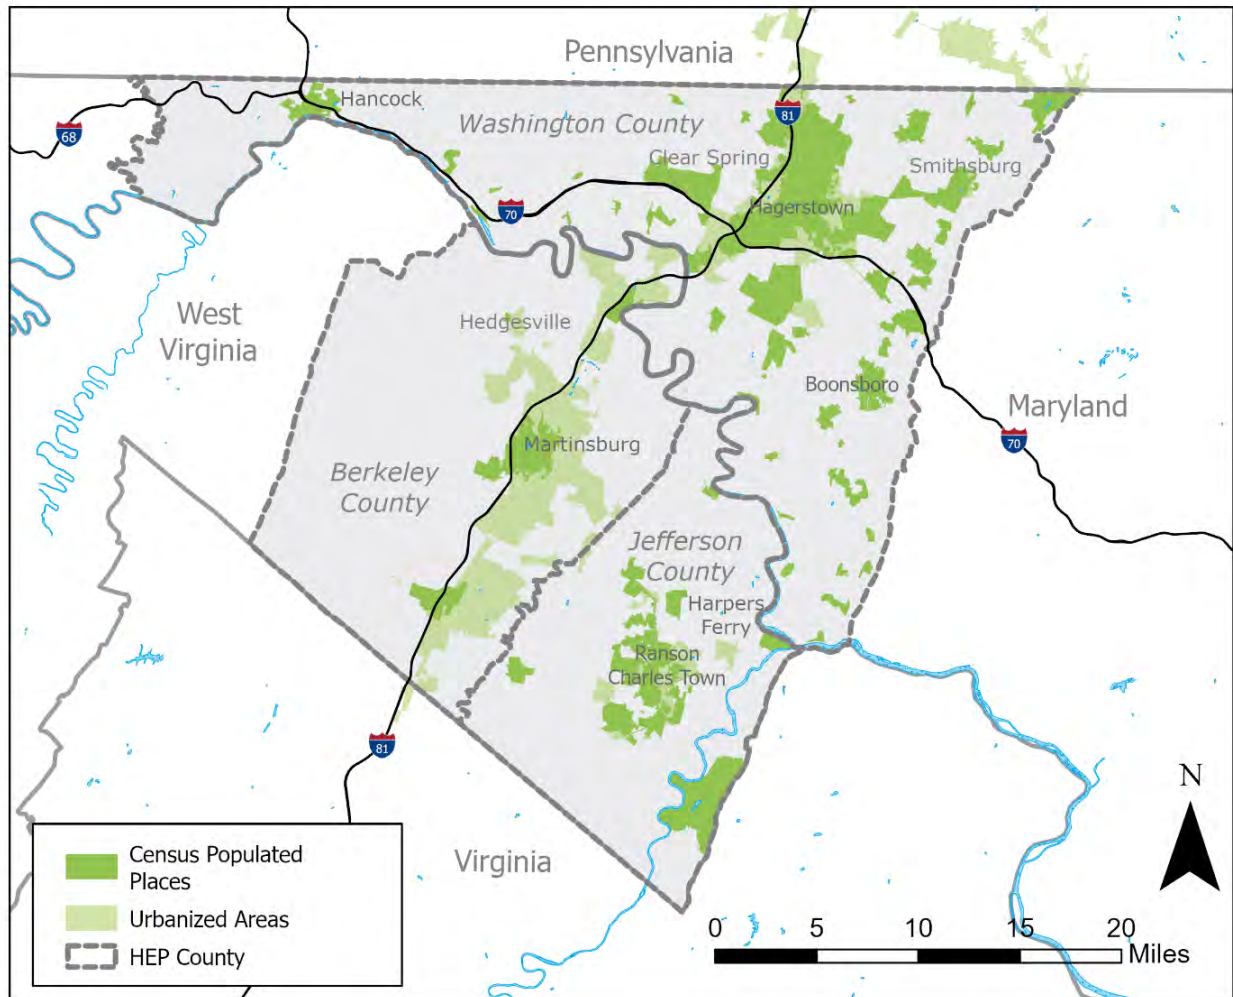 Pennsylvania
Hancock
68
Washington County
81
Clear Spring
Smithsburg
70
Hagerstown
West
Virginia
Hedgesville
Boonsboro
Maryland
70
Martinsburg
Berkeley
County
Jefferson
County
Harpers
Ferry
Ranson
Charles Town
81
N
Virginia
Census Populated
Places
Urbanized Areas
HEP County
0 5 10 15 20
Miles